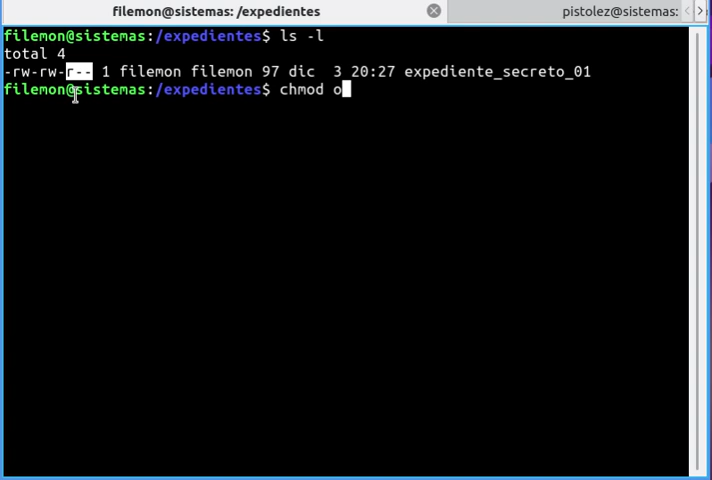 filemon@sistemas: /expedientes
pistolez@sistemas:
filemon@sistemas:/expedientes$ ls -l
total 4
-rw-rw-r-- 1 filemon filemon 97 dic  3 20:27 expediente_secreto_01
filemon@sistemas:/expedientes$ chmod o